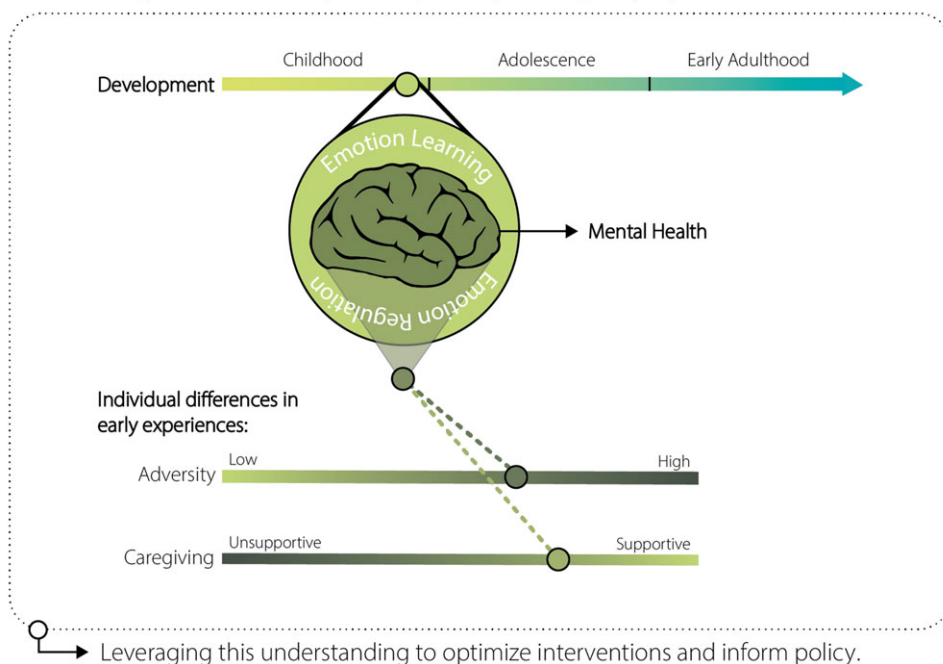 Childhood
Adolescence
Early Adulthood
Development
Emotion Learning
Mental Health
Emotion Regulation
Individual differences in
early experiences:
Low
High
Adversity
Unsupportive
Supportive
Caregiving
Leveraging this understanding to optimize interventions and inform policy.